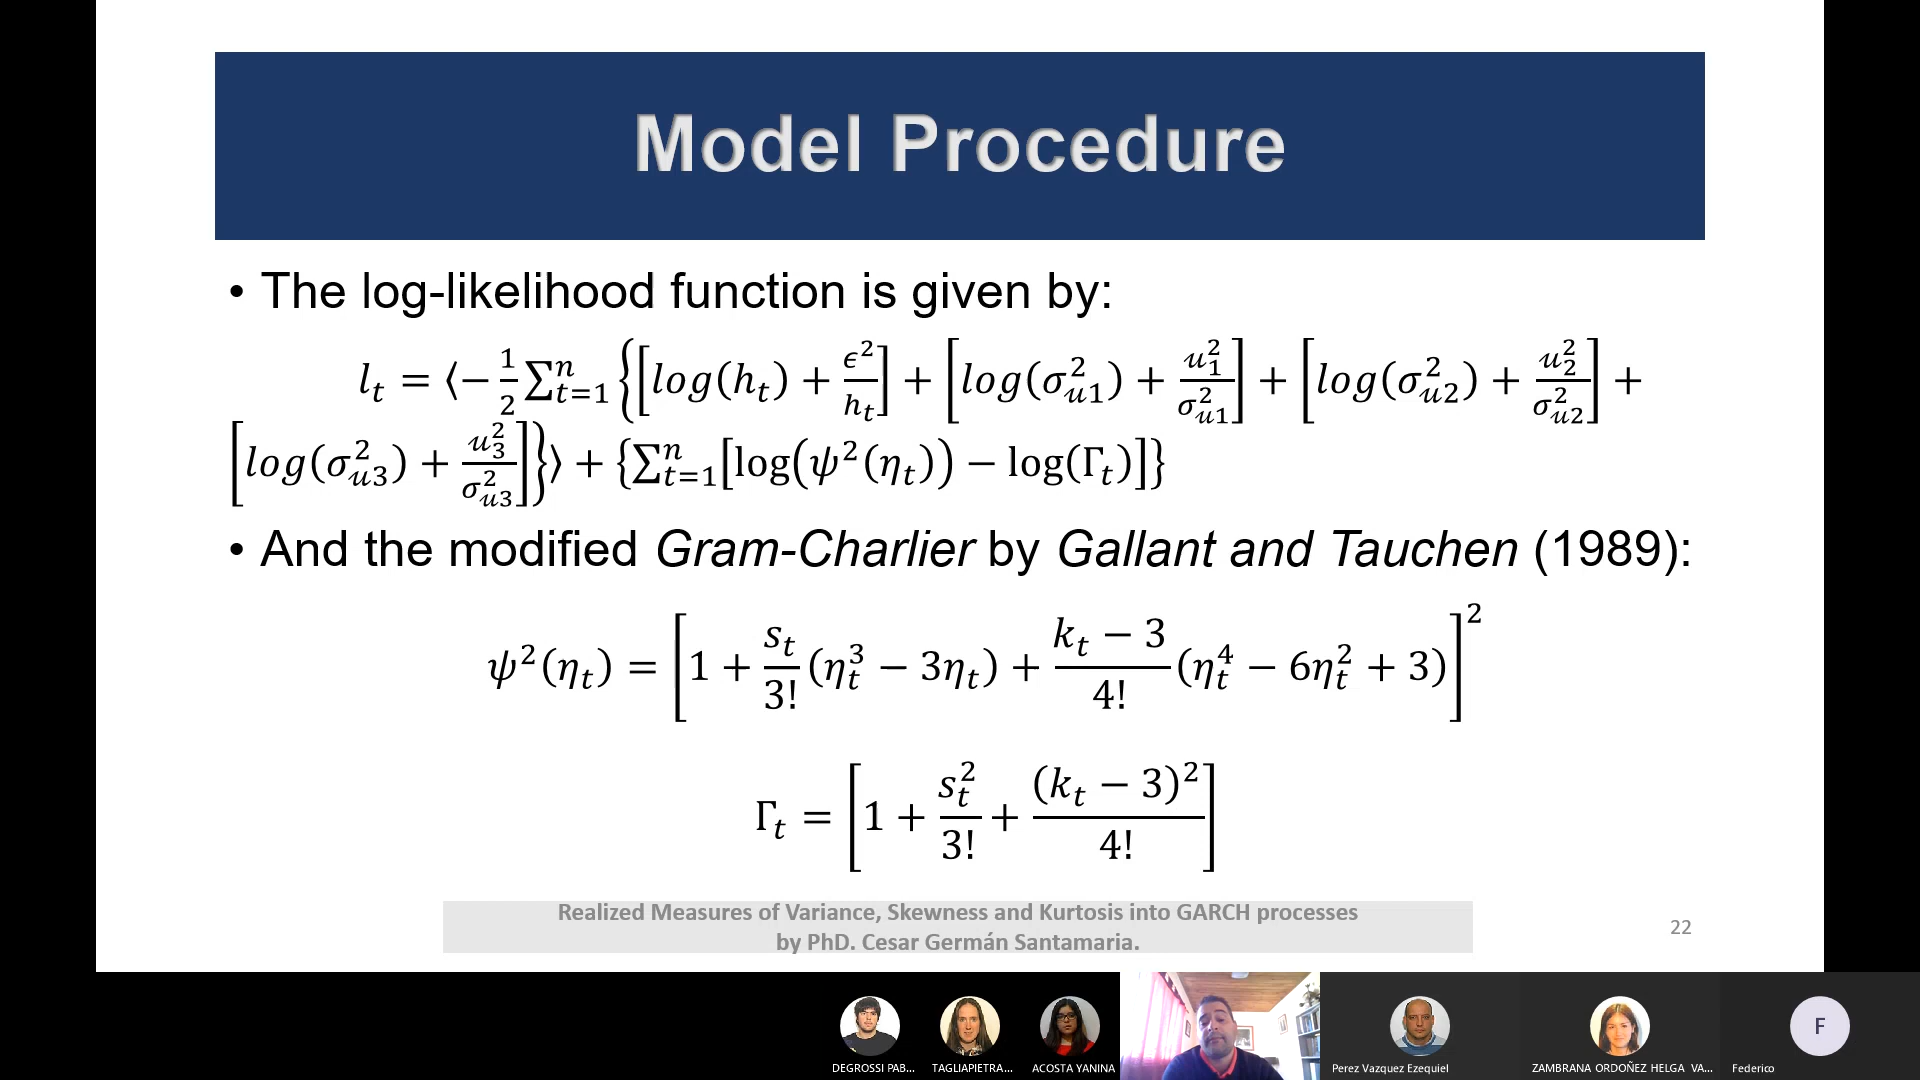 Model Procedure
• The log-likelihood function is given by:
l_t = ⟨−1/2 ∑_{t=1}^{n} {[log(h_t) + ϵ²/h_t] + [log(σ²_{u1}) + u₁²/σ²_{u1}] + [log(σ²_{u2}) + u₂²/σ²_{u2}] +
[log(σ²_{u3}) + u₃²/σ²_{u3}]}⟩ + {∑_{t=1}^{n}[log(ψ²(η_t)) − log(Γ_t)]}
• And the modified Gram-Charlier by Gallant and Tauchen (1989):
ψ²(η_t) = [1 + s_t/3! (η_t³ − 3η_t) + (k_t − 3)/4! (η_t⁴ − 6η_t² + 3)]²
Γ_t = [1 + s_t²/3! + (k_t − 3)²/4!]
Realized Measures of Variance, Skewness and Kurtosis into GARCH processes
by PhD. Cesar Germán Santamaria.
22
F
DEGROSSI PAB...
TAGLIAPIETRA...
ACOSTA YANINA
Perez Vazquez Ezequiel
ZAMBRANA ORDOÑEZ HELGA VA...
Federico